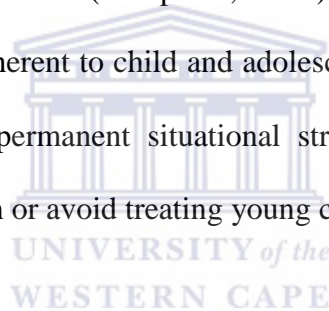 herent to child and adolesc
permanent situational str
n or avoid treating young c
UNIVERSITY of the
WESTERN CAPE